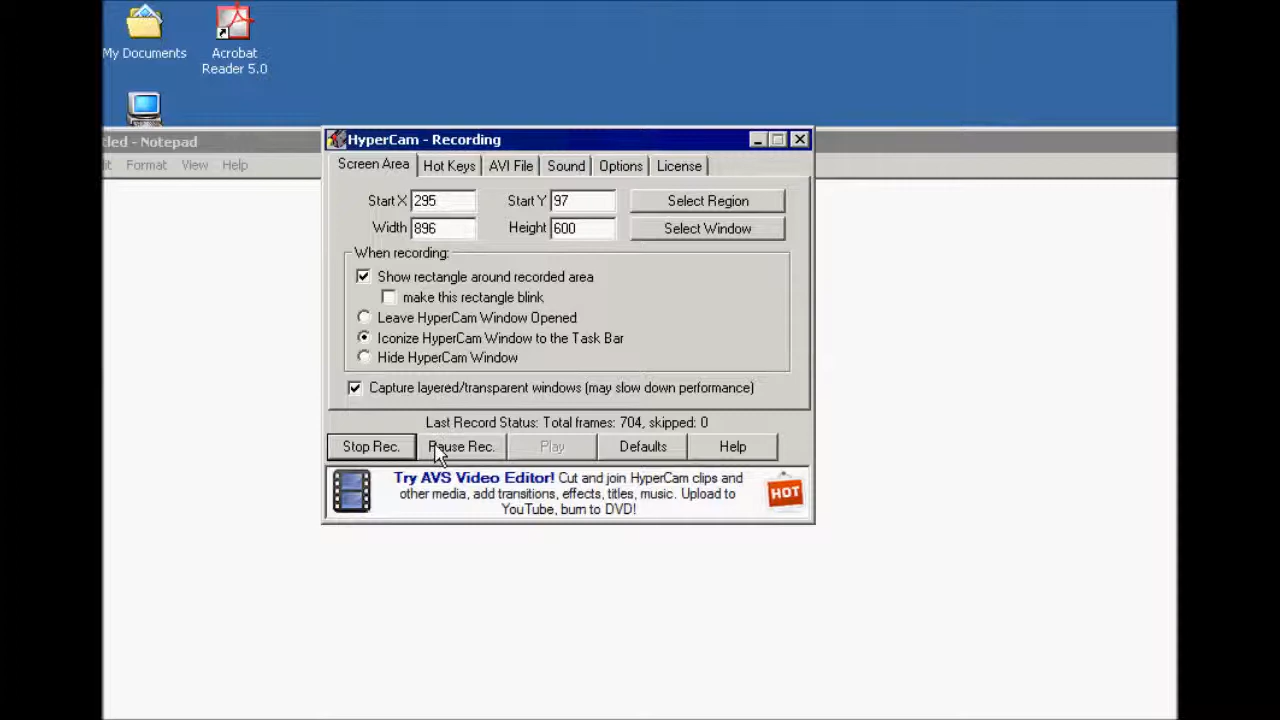 My Documents
Acrobat
Reader 5.0
tled - Notepad
it Format View Help
HyperCam - Recording
Screen Area Hot Keys AVI File Sound Options License
Start X 295 Start Y 97 Select Region
Width 896 Height 600 Select Window
When recording:
Show rectangle around recorded area
make this rectangle blink
Leave HyperCam Window Opened
Iconize HyperCam Window to the Task Bar
Hide HyperCam Window
Capture layered/transparent windows (may slow down performance)
Last Record Status: Total frames: 704, skipped: 0
Stop Rec. Pause Rec. Play Defaults Help
Try AVS Video Editor! Cut and join HyperCam clips and
other media, add transitions, effects, titles, music. Upload to
YouTube, burn to DVD!
HOT